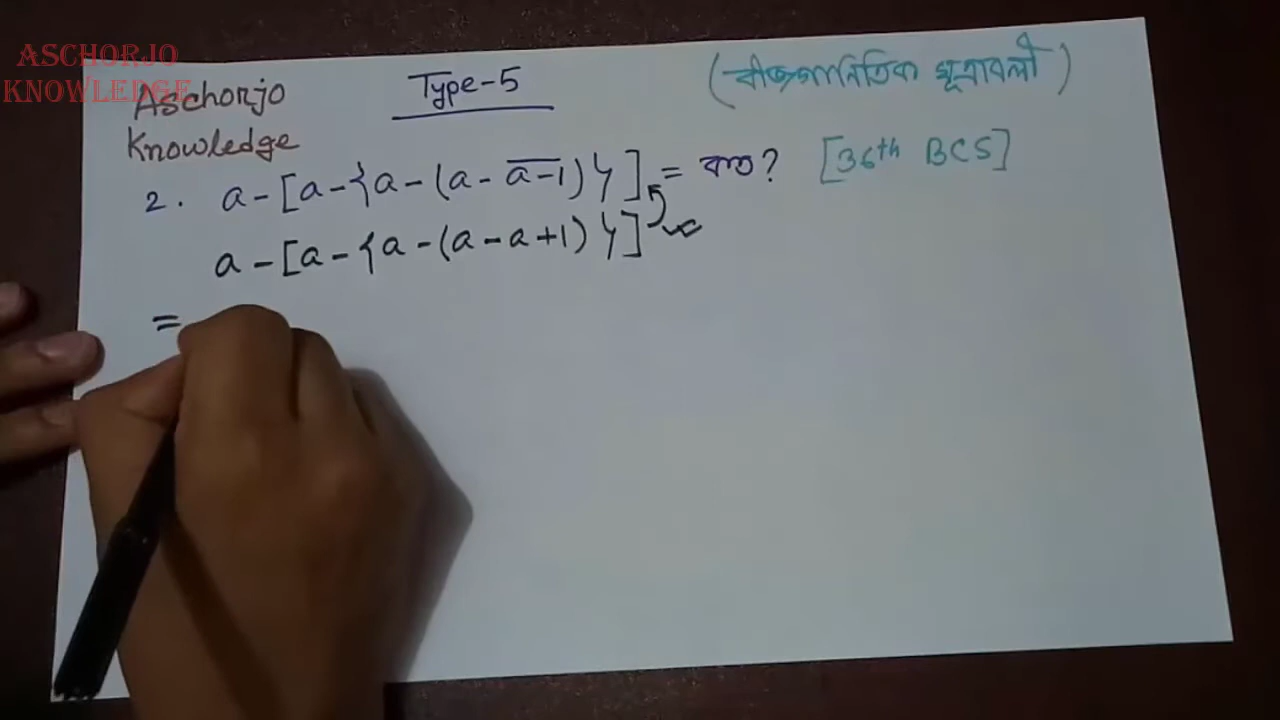 ASCHORJO
KNOWLEDGE
Aschorjo
Knowledge
Type-5
(বীজগানিতিক সূত্রাবলী)
2. a-[a-{a-(a-a̅-̅1̅)}] = কত? [36th BCS]
a-[a-{a-(a-a+1)}]
=